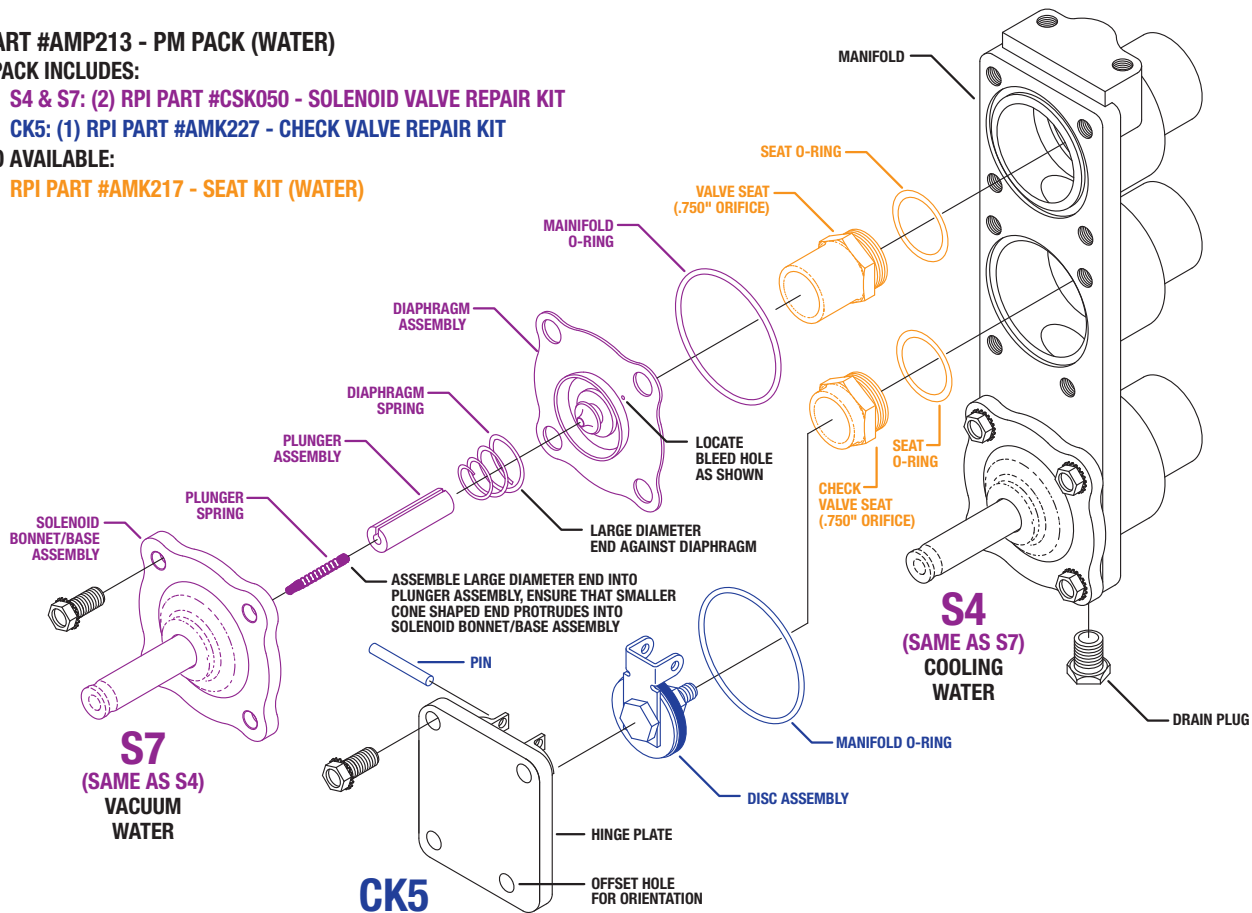 ART #AMP213 - PM PACK (WATER)
PACK INCLUDES:
S4 & S7: (2) RPI PART #CSK050 - SOLENOID VALVE REPAIR KIT
CK5: (1) RPI PART #AMK227 - CHECK VALVE REPAIR KIT
O AVAILABLE:
RPI PART #AMK217 - SEAT KIT (WATER)
MANIFOLD
SEAT O-RING
VALVE SEAT
(.750" ORIFICE)
MAINIFOLD
O-RING
DIAPHRAGM
ASSEMBLY
DIAPHRAGM
SPRING
PLUNGER
ASSEMBLY
PLUNGER
SPRING
SOLENOID
BONNET/BASE
ASSEMBLY
LOCATE
BLEED HOLE
AS SHOWN
SEAT
O-RING
CHECK
VALVE SEAT
(.750" ORIFICE)
LARGE DIAMETER
END AGAINST DIAPHRAGM
ASSEMBLE LARGE DIAMETER END INTO
PLUNGER ASSEMBLY, ENSURE THAT SMALLER
CONE SHAPED END PROTRUDES INTO
SOLENOID BONNET/BASE ASSEMBLY
PIN
S4
(SAME AS S7)
COOLING
WATER
DRAIN PLUG
S7
(SAME AS S4)
VACUUM
WATER
MANIFOLD O-RING
DISC ASSEMBLY
HINGE PLATE
OFFSET HOLE
FOR ORIENTATION
CK5